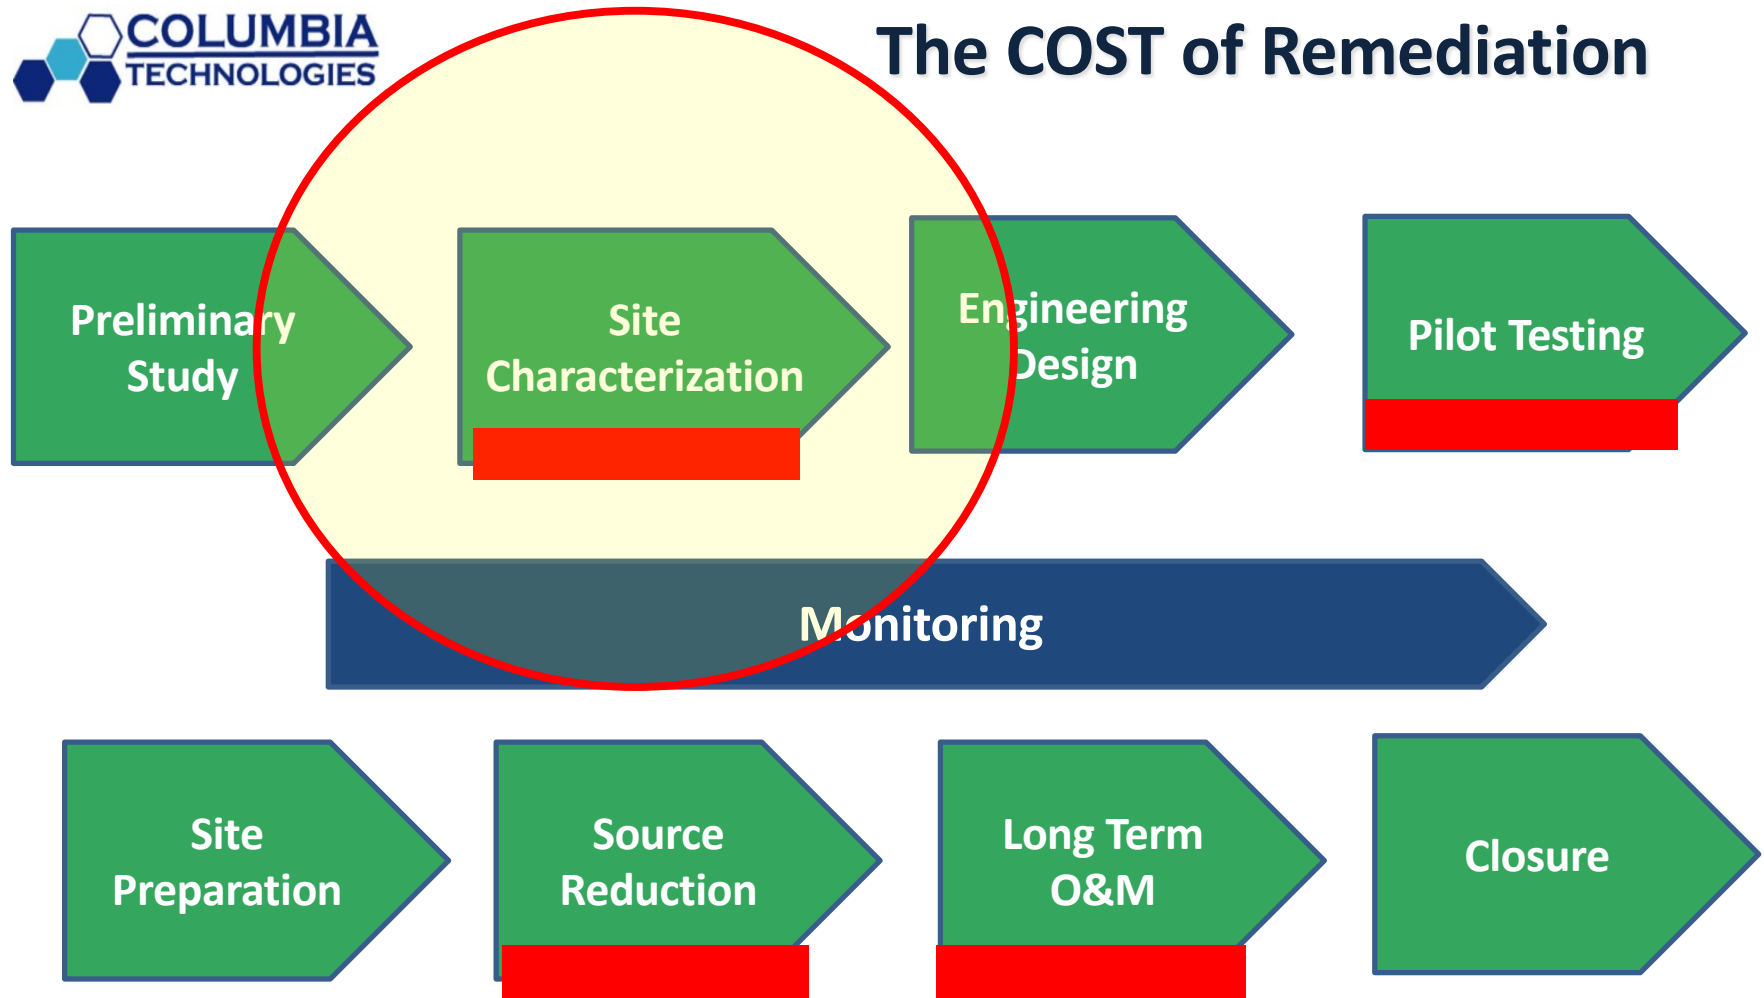 COLUMBIA
TECHNOLOGIES
The COST of Remediation
Preliminary
Study
Site
Characterization
Engineering
Design
Pilot Testing
Monitoring
Site
Preparation
Source
Reduction
Long Term
O&M
Closure